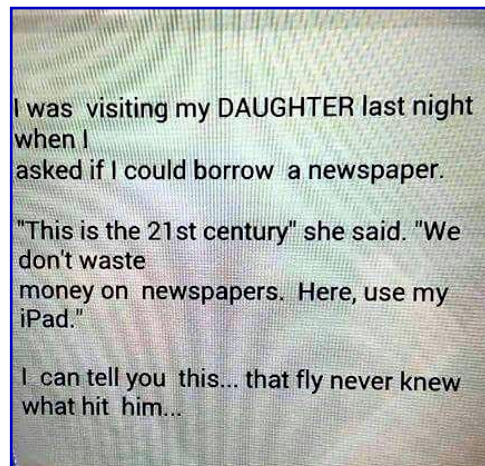 I was visiting my DAUGHTER last night
when I
asked if I could borrow a newspaper.
"This is the 21st century" she said. "We
don't waste
money on newspapers. Here, use my
iPad."
I can tell you this... that fly never knew
what hit him...